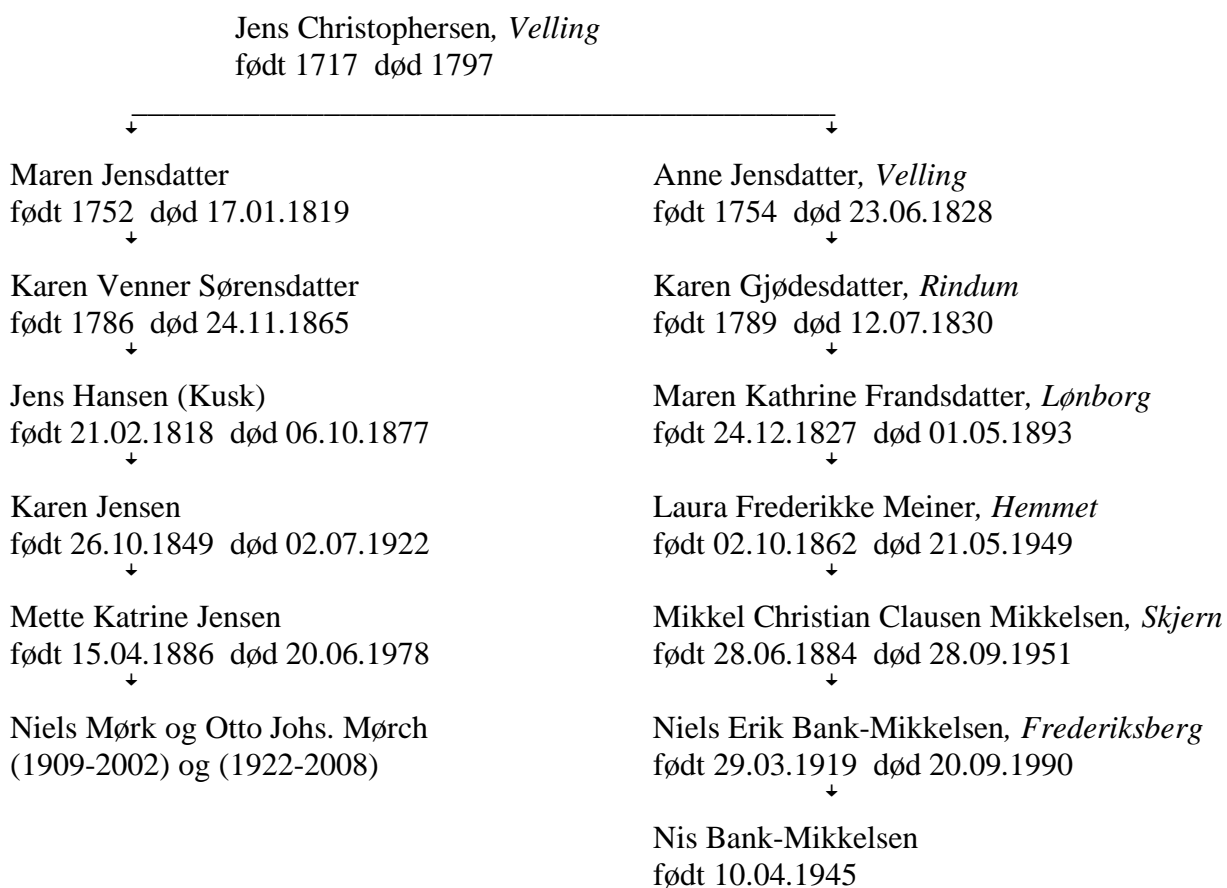 Jens Christophersen, Velling
født 1717 død 1797
Maren Jensdatter
født 1752 død 17.01.1819
Karen Venner Sørensdatter
født 1786 død 24.11.1865
Jens Hansen (Kusk)
født 21.02.1818 død 06.10.1877
Karen Jensen
født 26.10.1849 død 02.07.1922
Mette Katrine Jensen
født 15.04.1886 død 20.06.1978
Niels Mørk og Otto Johs. Mørch
(1909-2002) og (1922-2008)
Anne Jensdatter, Velling
født 1754 død 23.06.1828
Karen Gjødesdatter, Rindum
født 1789 død 12.07.1830
Maren Kathrine Frandsdatter, Lønborg
født 24.12.1827 død 01.05.1893
Laura Frederikke Meiner, Hemmet
født 02.10.1862 død 21.05.1949
Mikkel Christian Clausen Mikkelsen, Skjern
født 28.06.1884 død 28.09.1951
Niels Erik Bank-Mikkelsen, Frederiksberg
født 29.03.1919 død 20.09.1990
Nis Bank-Mikkelsen
født 10.04.1945